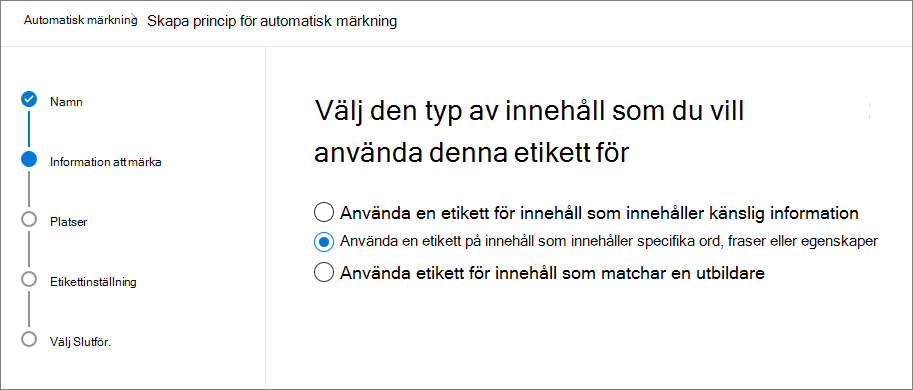 Automatisk märkning Skapa princip för automatisk märkning
Namn
Information att märka
Platser
Etikettinställning
Välj Slutför.
Välj den typ av innehåll som du vill
använda denna etikett för
Använda en etikett för innehåll som innehåller känslig information
Använda en etikett på innehåll som innehåller specifika ord, fraser eller egenskaper
Använda etikett för innehåll som matchar en utbildare